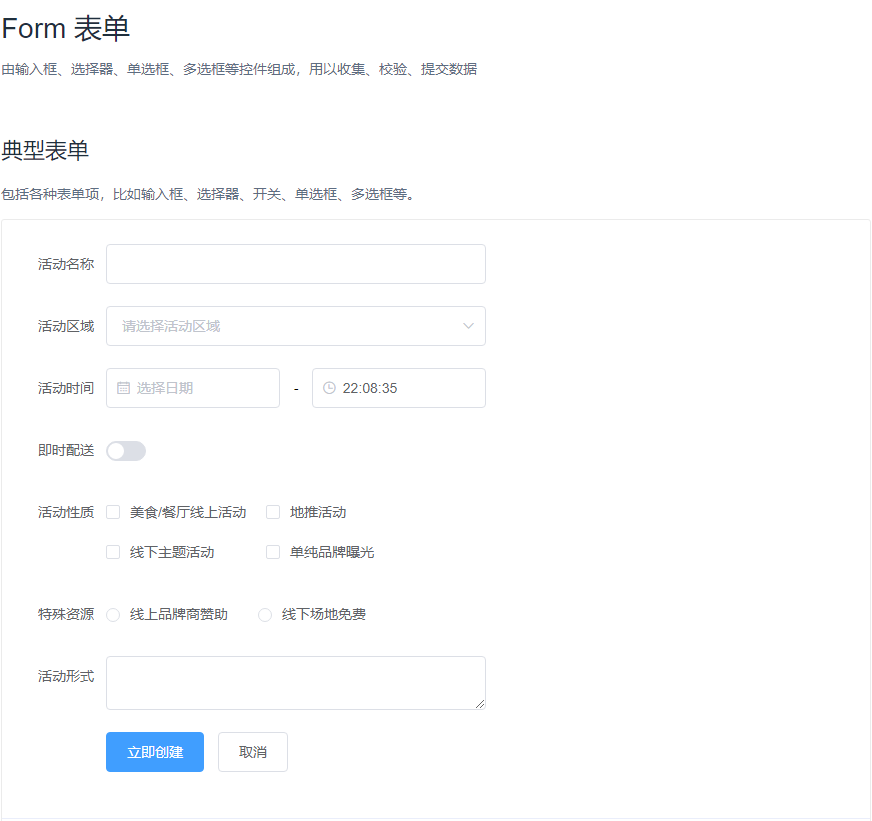 Form 表单
由输入框、选择器、单选框、多选框等控件组成，用以收集、校验、提交数据
典型表单
包括各种表单项，比如输入框、选择器、开关、单选框、多选框等。
活动名称
活动区域 请选择活动区域
活动时间 选择日期 - 22:08:35
即时配送
活动性质 美食/餐厅线上活动 地推活动
线下主题活动 单纯品牌曝光
特殊资源 线上品牌商赞助 线下场地免费
活动形式
立即创建 取消